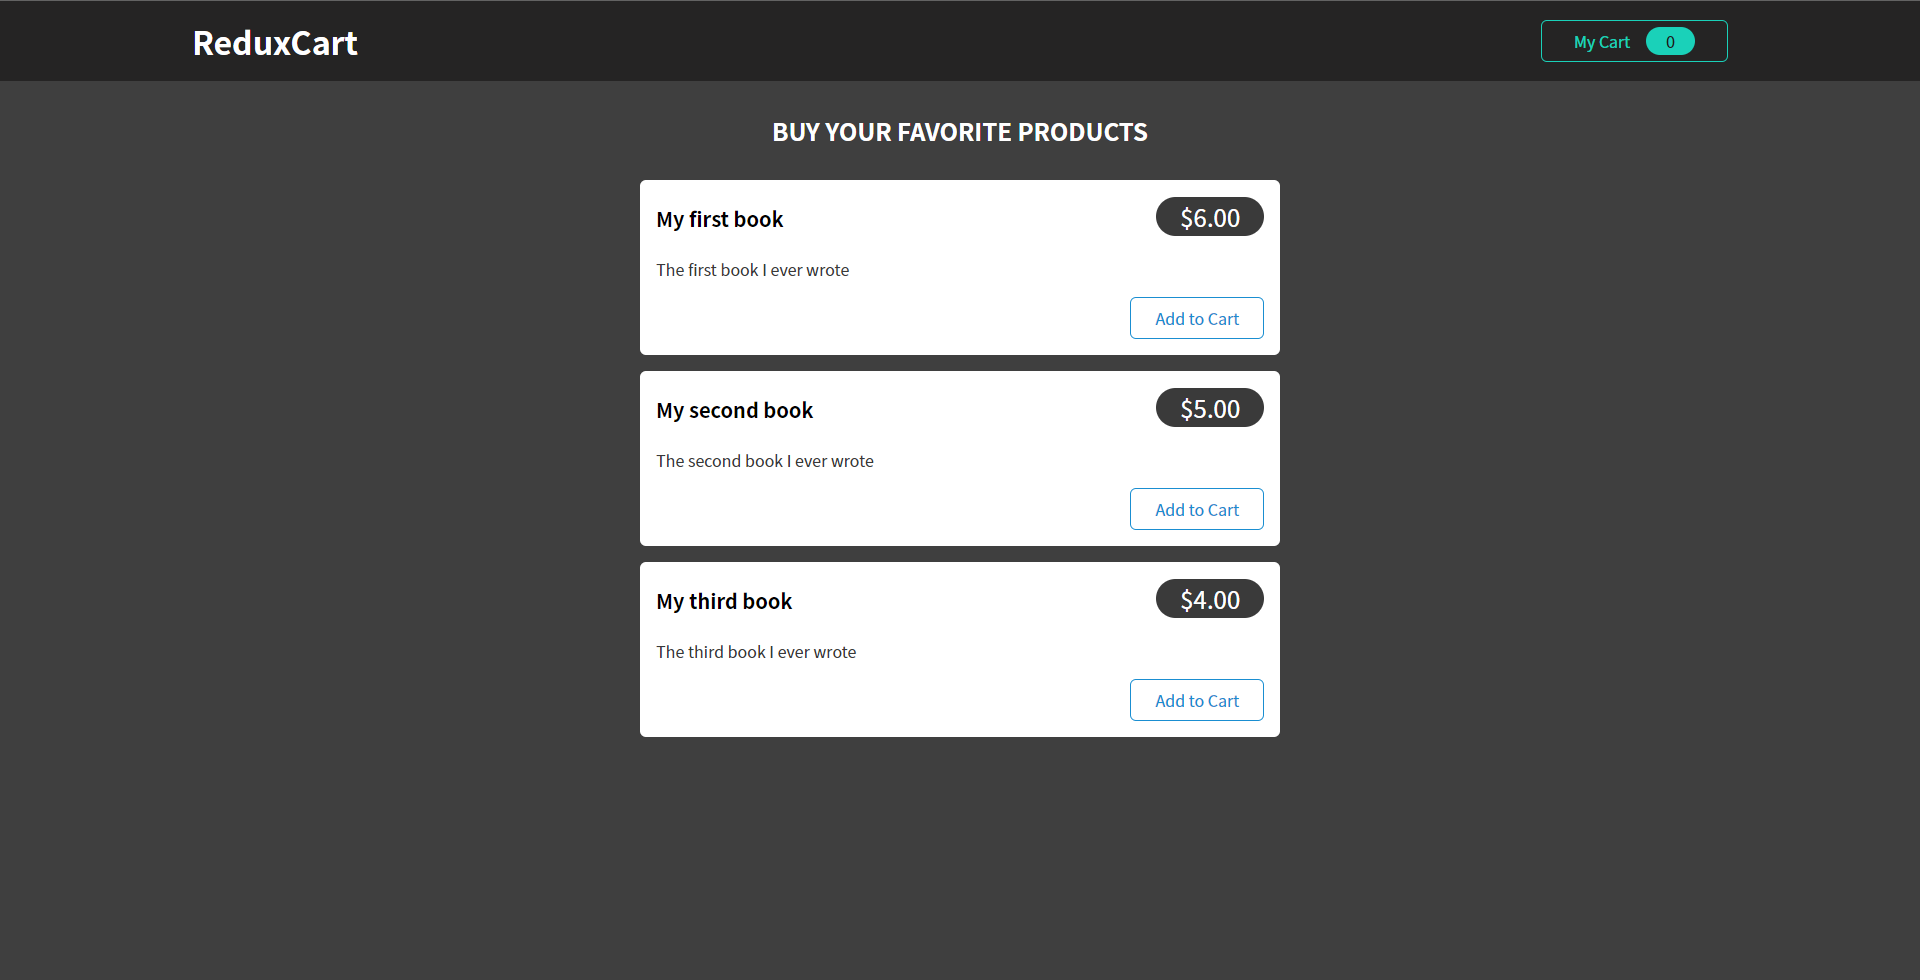 ReduxCart
My Cart 0
BUY YOUR FAVORITE PRODUCTS
My first book $6.00
The first book I ever wrote
Add to Cart
My second book $5.00
The second book I ever wrote
Add to Cart
My third book $4.00
The third book I ever wrote
Add to Cart